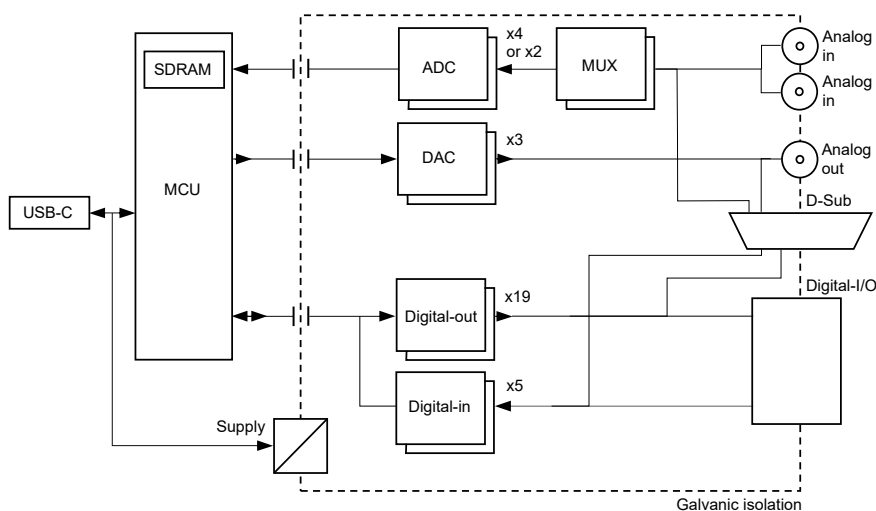 x4
or x2
Analog
in
SDRAM
ADC
MUX
Analog
in
DAC
x3
Analog
out
MCU
D-Sub
USB-C
Digital-I/O
x19
Digital-out
x5
Digital-in
Supply
Galvanic isolation